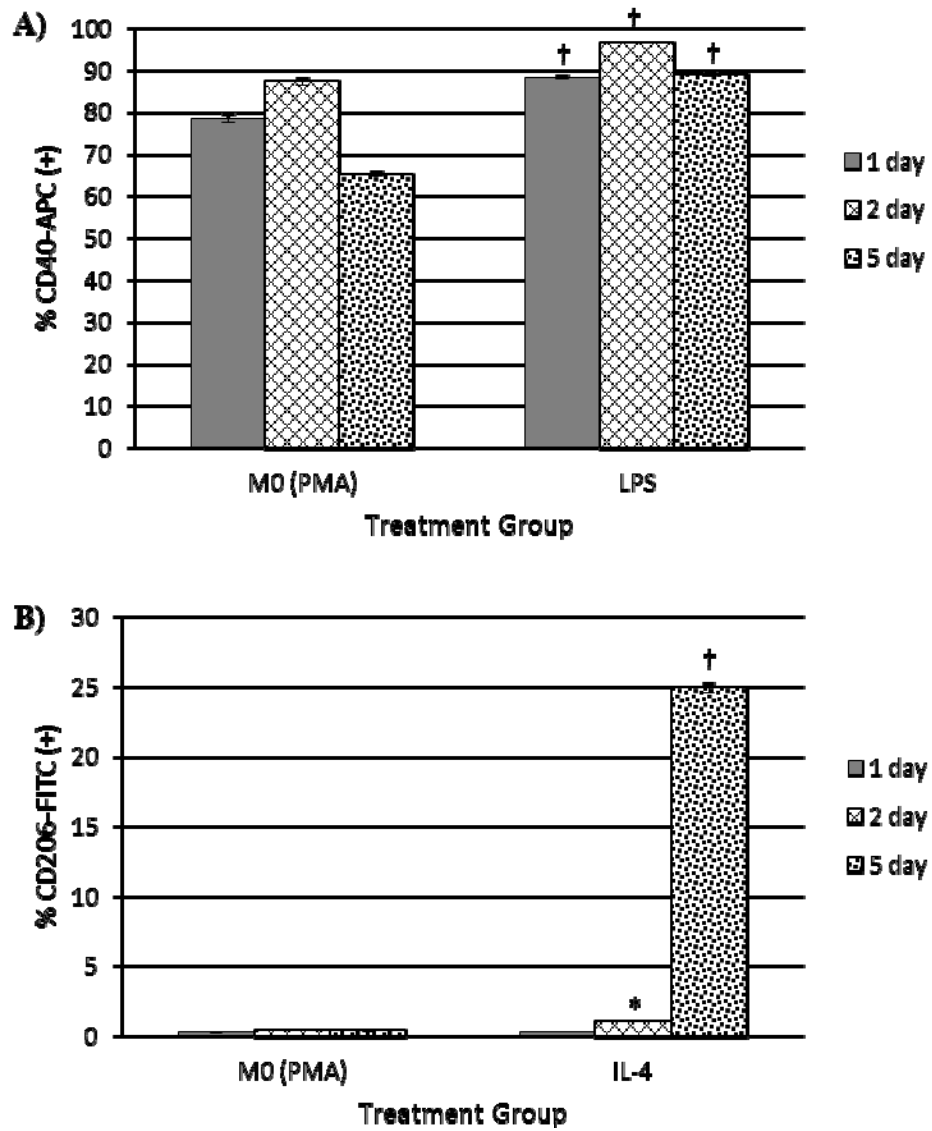 A)
% CD40-APC (+)
100
90
80
70
60
50
40
30
20
10
0
†
†
†
M0 (PMA)
LPS
Treatment Group
1 day
2 day
5 day
B)
% CD206-FITC (+)
30
25
20
15
10
5
0
*
†
M0 (PMA)
IL-4
Treatment Group
1 day
2 day
5 day